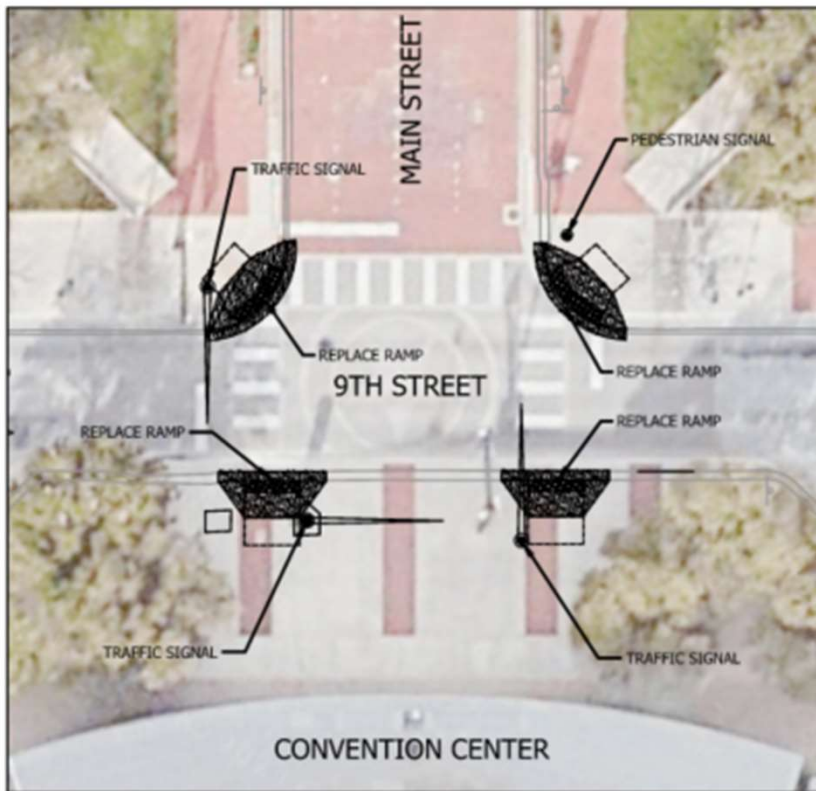 MAIN STREET
PEDESTRIAN SIGNAL
TRAFFIC SIGNAL
REPLACE RAMP
REPLACE RAMP
9TH STREET
REPLACE RAMP
REPLACE RAMP
TRAFFIC SIGNAL
TRAFFIC SIGNAL
CONVENTION CENTER